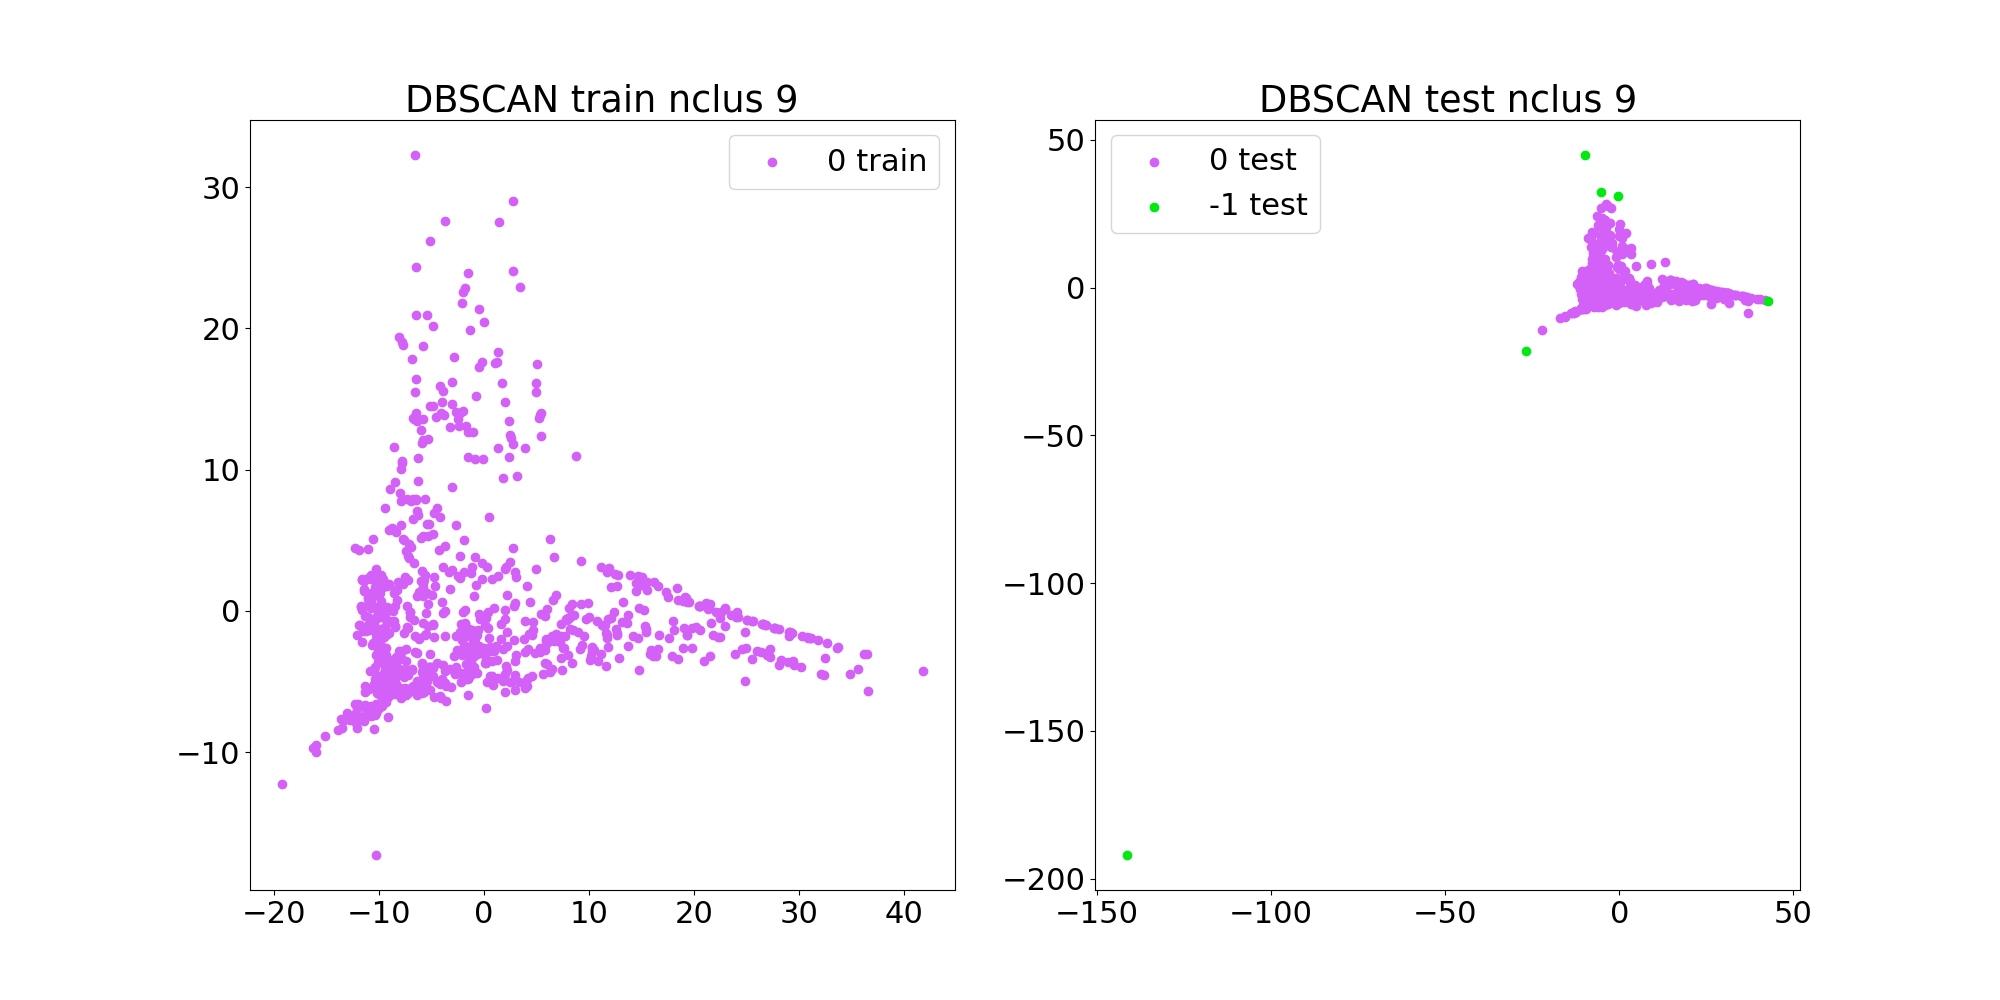 DBSCAN train nclus 9
0 train
30
20
10
0
−10
−20 −10 0 10 20 30 40
DBSCAN test nclus 9
0 test
-1 test
50
0
−50
−100
−150
−200
−150 −100 −50 0 50